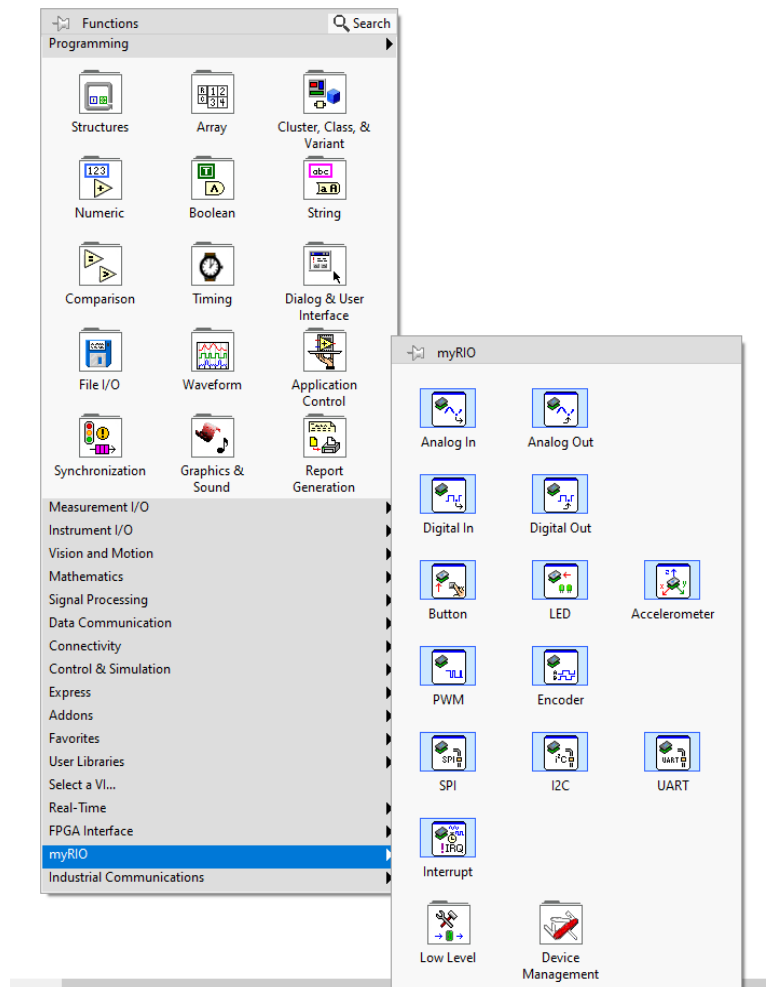 Functions
Search
Programming
Structures
Array
Cluster, Class, &
Variant
Numeric
Boolean
String
Comparison
Timing
Dialog & User
Interface
File I/O
Waveform
Application
Control
Synchronization
Graphics &
Sound
Report
Generation
Measurement I/O
Instrument I/O
Vision and Motion
Mathematics
Signal Processing
Data Communication
Connectivity
Control & Simulation
Express
Addons
Favorites
User Libraries
Select a VI...
Real-Time
FPGA Interface
myRIO
Industrial Communications
myRIO
Analog In
Analog Out
Digital In
Digital Out
Button
LED
Accelerometer
PWM
Encoder
SPI
I2C
UART
Interrupt
Low Level
Device
Management